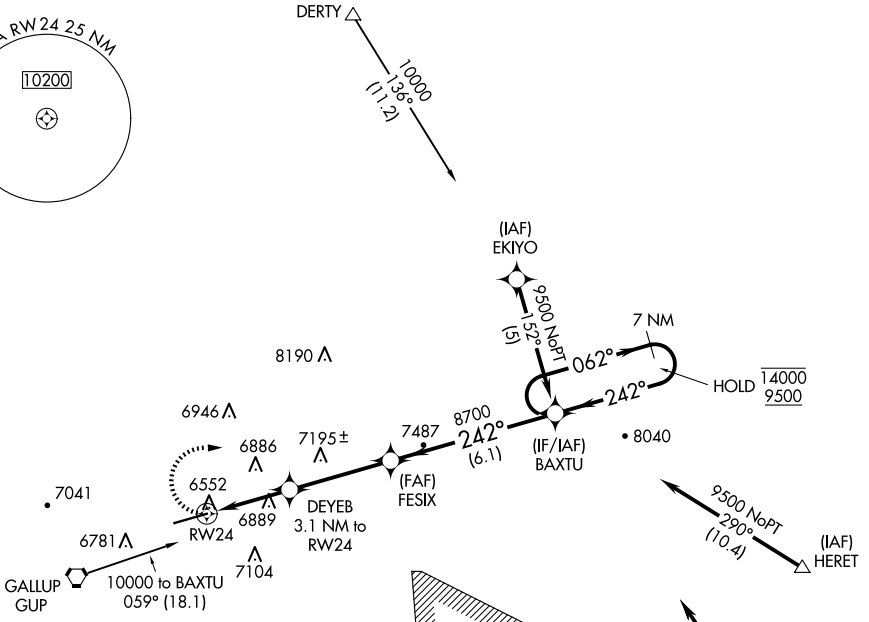 DERTY
A RW24 25 NM
10200
10000
136°
(11.2)
(IAF)
EKIYO
9500 NoPT
152°
(5)
7 NM
062°
HOLD
14000
9500
242°
8190
6946
8700
242°
(6.1)
7487
7195±
6886
(IF/IAF)
BAXTU
8040
(FAF)
FESIX
7041
6552
6889
DEYEB
3.1 NM to
RW24
RW24
6781
7104
9500 NoPT
290°
(10.4)
(IAF)
HERET
GALLUP
GUP
10000 to BAXTU
059° (18.1)